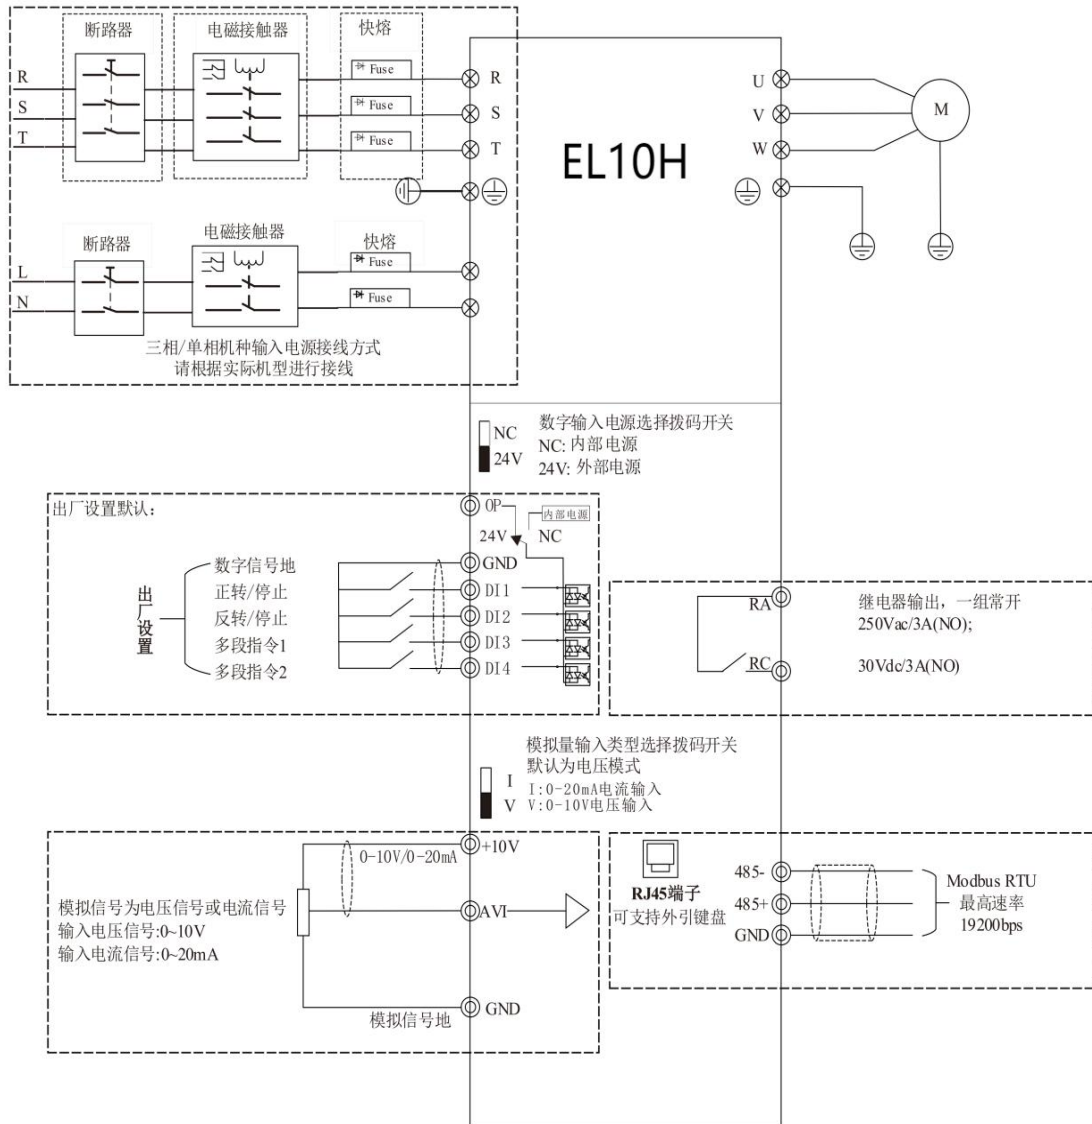 断路器
电磁接触器
快熔
R
S
T
Fuse
Fuse
Fuse
R
S
T
U
V
W
M
EL10H
断路器
电磁接触器
快熔
L
N
Fuse
Fuse
三相/单相机种输入电源接线方式
请根据实际机型进行接线
NC
24V
数字输入电源选择拨码开关
NC: 内部电源
24V: 外部电源
出厂设置默认:
OP
内部电源
24V
NC
出厂设置
数字信号地
GND
正转/停止
DI1
反转/停止
DI2
多段指令1
DI3
多段指令2
DI4
RA
RC
继电器输出，一组常开
250Vac/3A(NO);
30Vdc/3A(NO)
I
V
模拟量输入类型选择拨码开关
默认为电压模式
I:0-20mA电流输入
V:0-10V电压输入
0-10V/0-20mA
+10V
AVI
GND
模拟信号为电压信号或电流信号
输入电压信号:0~10V
输入电流信号:0~20mA
模拟信号地
RJ45端子
可支持外引键盘
485-
485+
GND
Modbus RTU
最高速率
19200bps